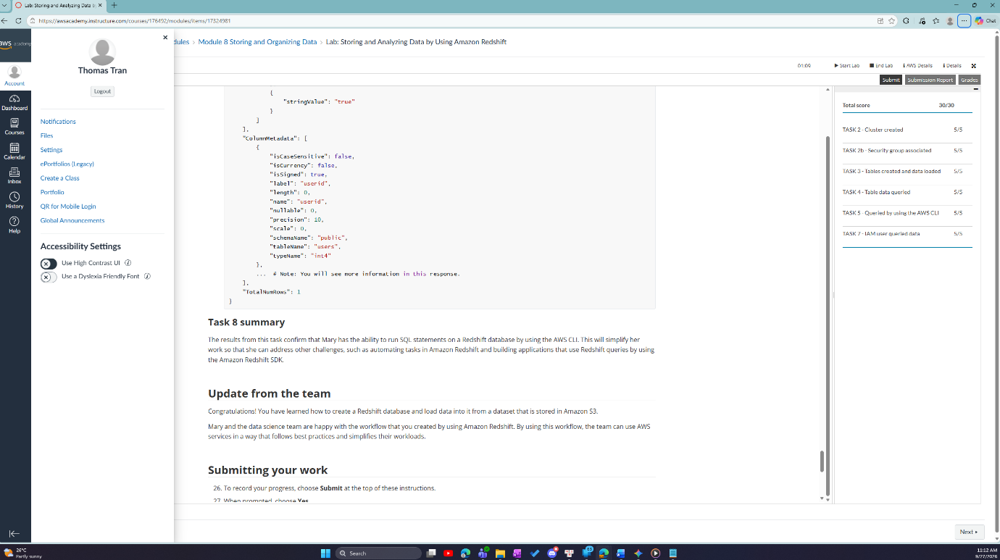 Lab: Storing and Analyzing Data b
https://awsacademy.instructure.com/courses/176492/modules/items/17324981
Chat
aws academy
Account
Dashboard
Courses
Calendar
Inbox
History
Help
Thomas Tran
Logout
Notifications
Files
Settings
ePortfolios (Legacy)
Create a Class
Portfolio
QR for Mobile Login
Global Announcements
Accessibility Settings
Use High Contrast UI
Use a Dyslexia Friendly Font
dules › Module 8 Storing and Organizing Data › Lab: Storing and Analyzing Data by Using Amazon Redshift
01:09 Start Lab End Lab AWS Details Details
Submit Submission Report Grades
{
"stringValue": "true"
}
]
],
"ColumnMetadata": [
{
"isCaseSensitive": false,
"isCurrency": false,
"isSigned": true,
"label": "userid",
"length": 0,
"name": "userid",
"nullable": 0,
"precision": 10,
"scale": 0,
"schemaName": "public",
"tableName": "users",
"typeName": "int4"
},
... # Note: You will see more information in this response.
],
"TotalNumRows": 1
}
Task 8 summary
The results from this task confirm that Mary has the ability to run SQL statements on a Redshift database by using the AWS CLI. This will simplify her
work so that she can address other challenges, such as automating tasks in Amazon Redshift and building applications that use Redshift queries by using
the Amazon Redshift SDK.
Update from the team
Congratulations! You have learned how to create a Redshift database and load data into it from a dataset that is stored in Amazon S3.
Mary and the data science team are happy with the workflow that you created by using Amazon Redshift. By using this workflow, the team can use AWS
services in a way that follows best practices and simplifies their workloads.
Submitting your work
26. To record your progress, choose Submit at the top of these instructions.
27. When prompted, choose Yes
Total score 30/30
TASK 2 - Cluster created 5/5
TASK 2b - Security group associated 5/5
TASK 3 - Tables created and data loaded 5/5
TASK 4 - Table data queried 5/5
TASK 5 - Queried by using the AWS CLI 5/5
TASK 7 - IAM user queried data 5/5
Next
26°C
Partly sunny
Search
11:12 AM
9/27/2026